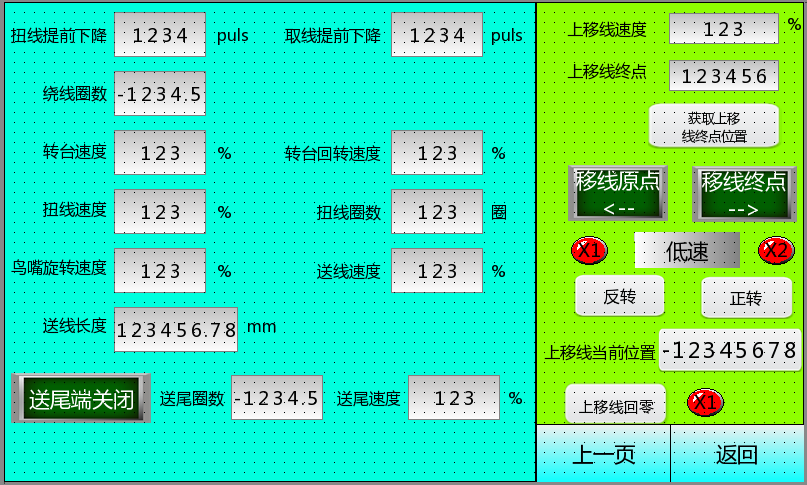 扭线提前下降 1234 puls 取线提前下降 1234 puls
绕线圈数 -1234.5
转台速度 123 % 转台回转速度 123 %
扭线速度 123 % 扭线圈数 123 圈
鸟嘴旋转速度 123 % 送线速度 123 %
送线长度 123456.78 mm
送尾端关闭 送尾圈数 -1234.5 送尾速度 123 %
上移线速度 123 %
上移线终点 123456
获取上移
线终点位置
移线原点 移线终点
<-- -->
X1 低速 X2
反转 正转
上移线当前位置 -12345678
上移线回零 X1
上一页 返回